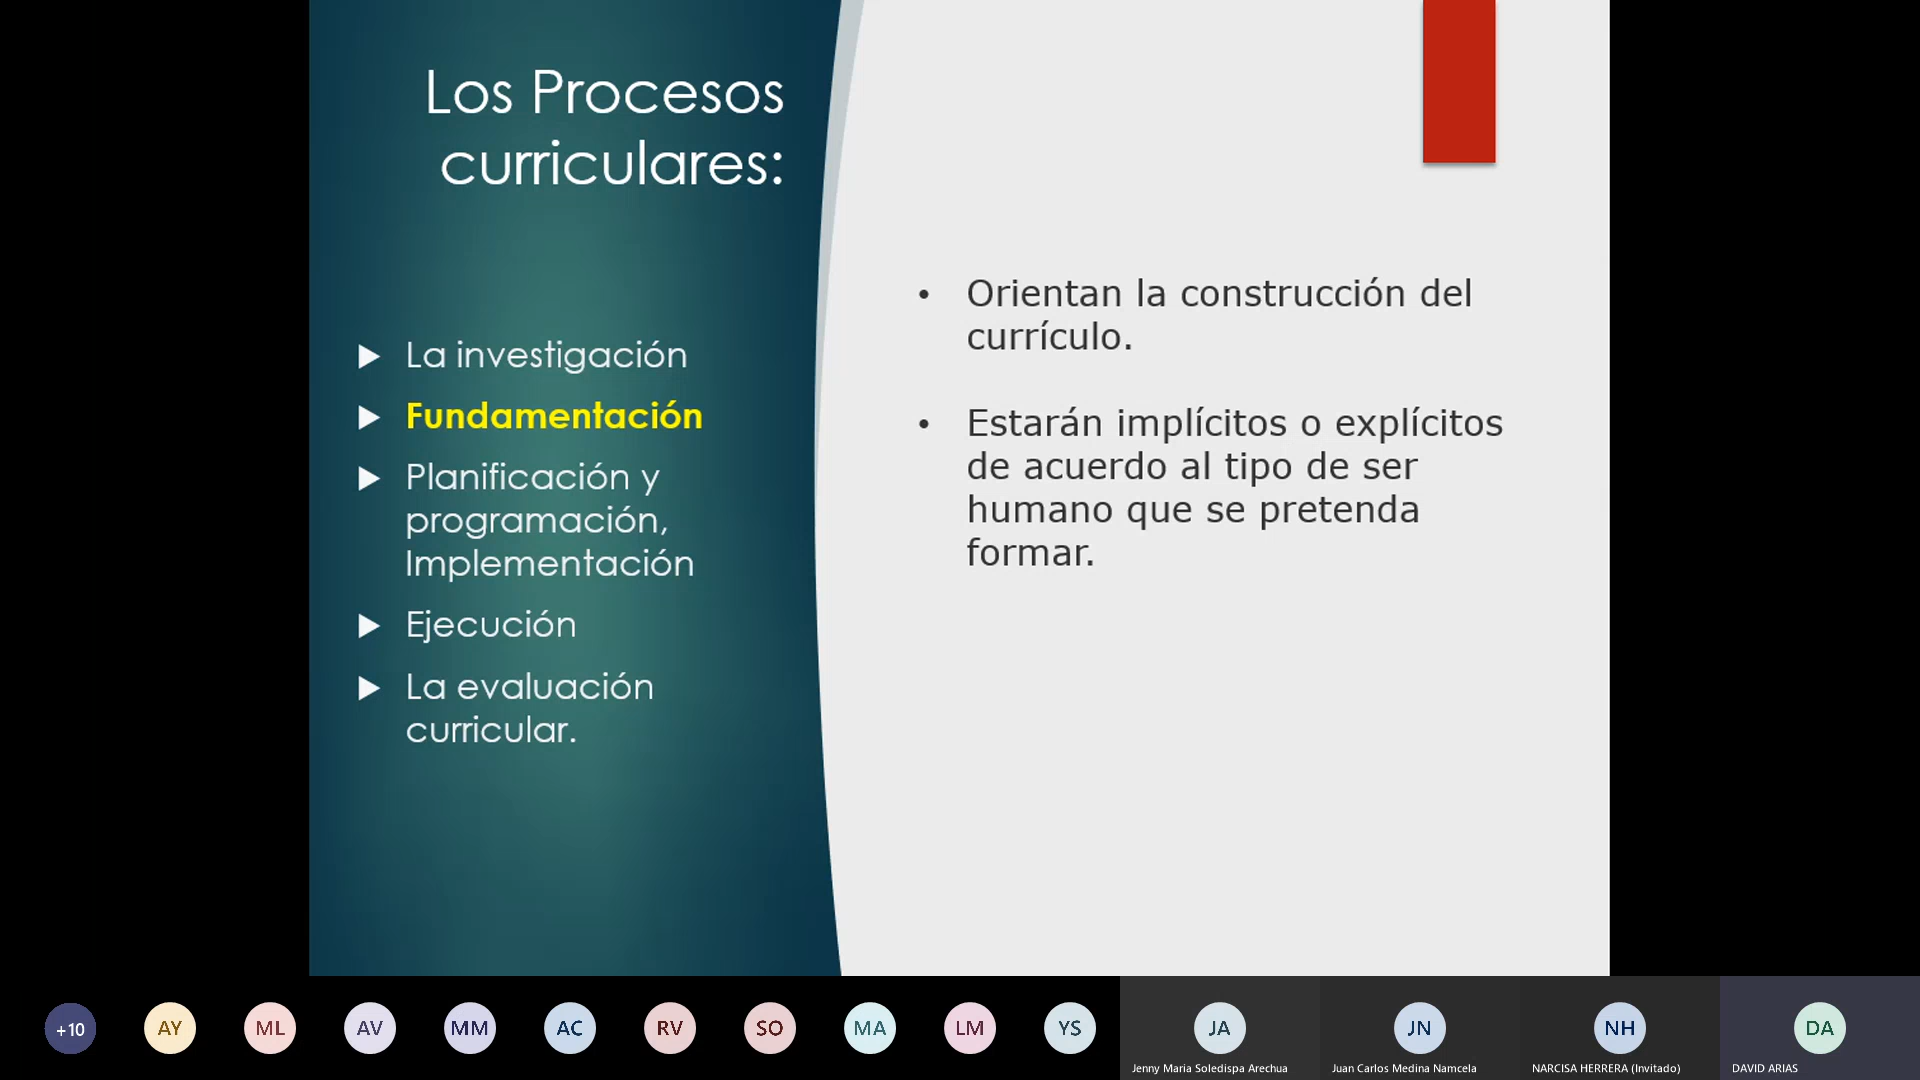 Los Procesos
curriculares:
La investigación
Fundamentación
Planificación y
programación,
Implementación
Ejecución
La evaluación
curricular.
• Orientan la construcción del
currículo.
• Estarán implícitos o explícitos
de acuerdo al tipo de ser
humano que se pretenda
formar.
+10
AY
ML
AV
MM
AC
RV
SO
MA
LM
YS
JA
JN
NH
DA
Jenny Maria Soledispa Arechua
Juan Carlos Medina Namcela
NARCISA HERRERA (Invitado)
DAVID ARIAS